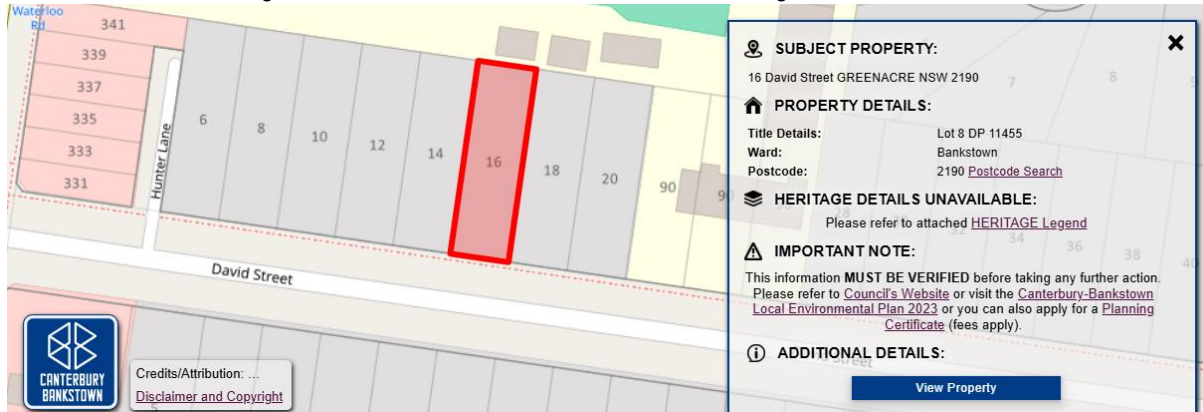 Waterloo
Rd
341
339
337
335
333
331
Hunter Lane
6
8
10
12
14
16
18
20
90
90
David Street
CANTERBURY
BANKSTOWN
Credits/Attribution: ...
Disclaimer and Copyright
SUBJECT PROPERTY:
16 David Street GREENACRE NSW 2190
7
8
PROPERTY DETAILS:
Title Details: Lot 8 DP 11455
Ward: Bankstown
Postcode: 2190 Postcode Search
HERITAGE DETAILS UNAVAILABLE:
Please refer to attached HERITAGE Legend
28
32
34
36
38
40
IMPORTANT NOTE:
This information MUST BE VERIFIED before taking any further action.
Please refer to Council's Website or visit the Canterbury-Bankstown
Local Environmental Plan 2023 or you can also apply for a Planning
Certificate (fees apply).
ADDITIONAL DETAILS:
Street
View Property